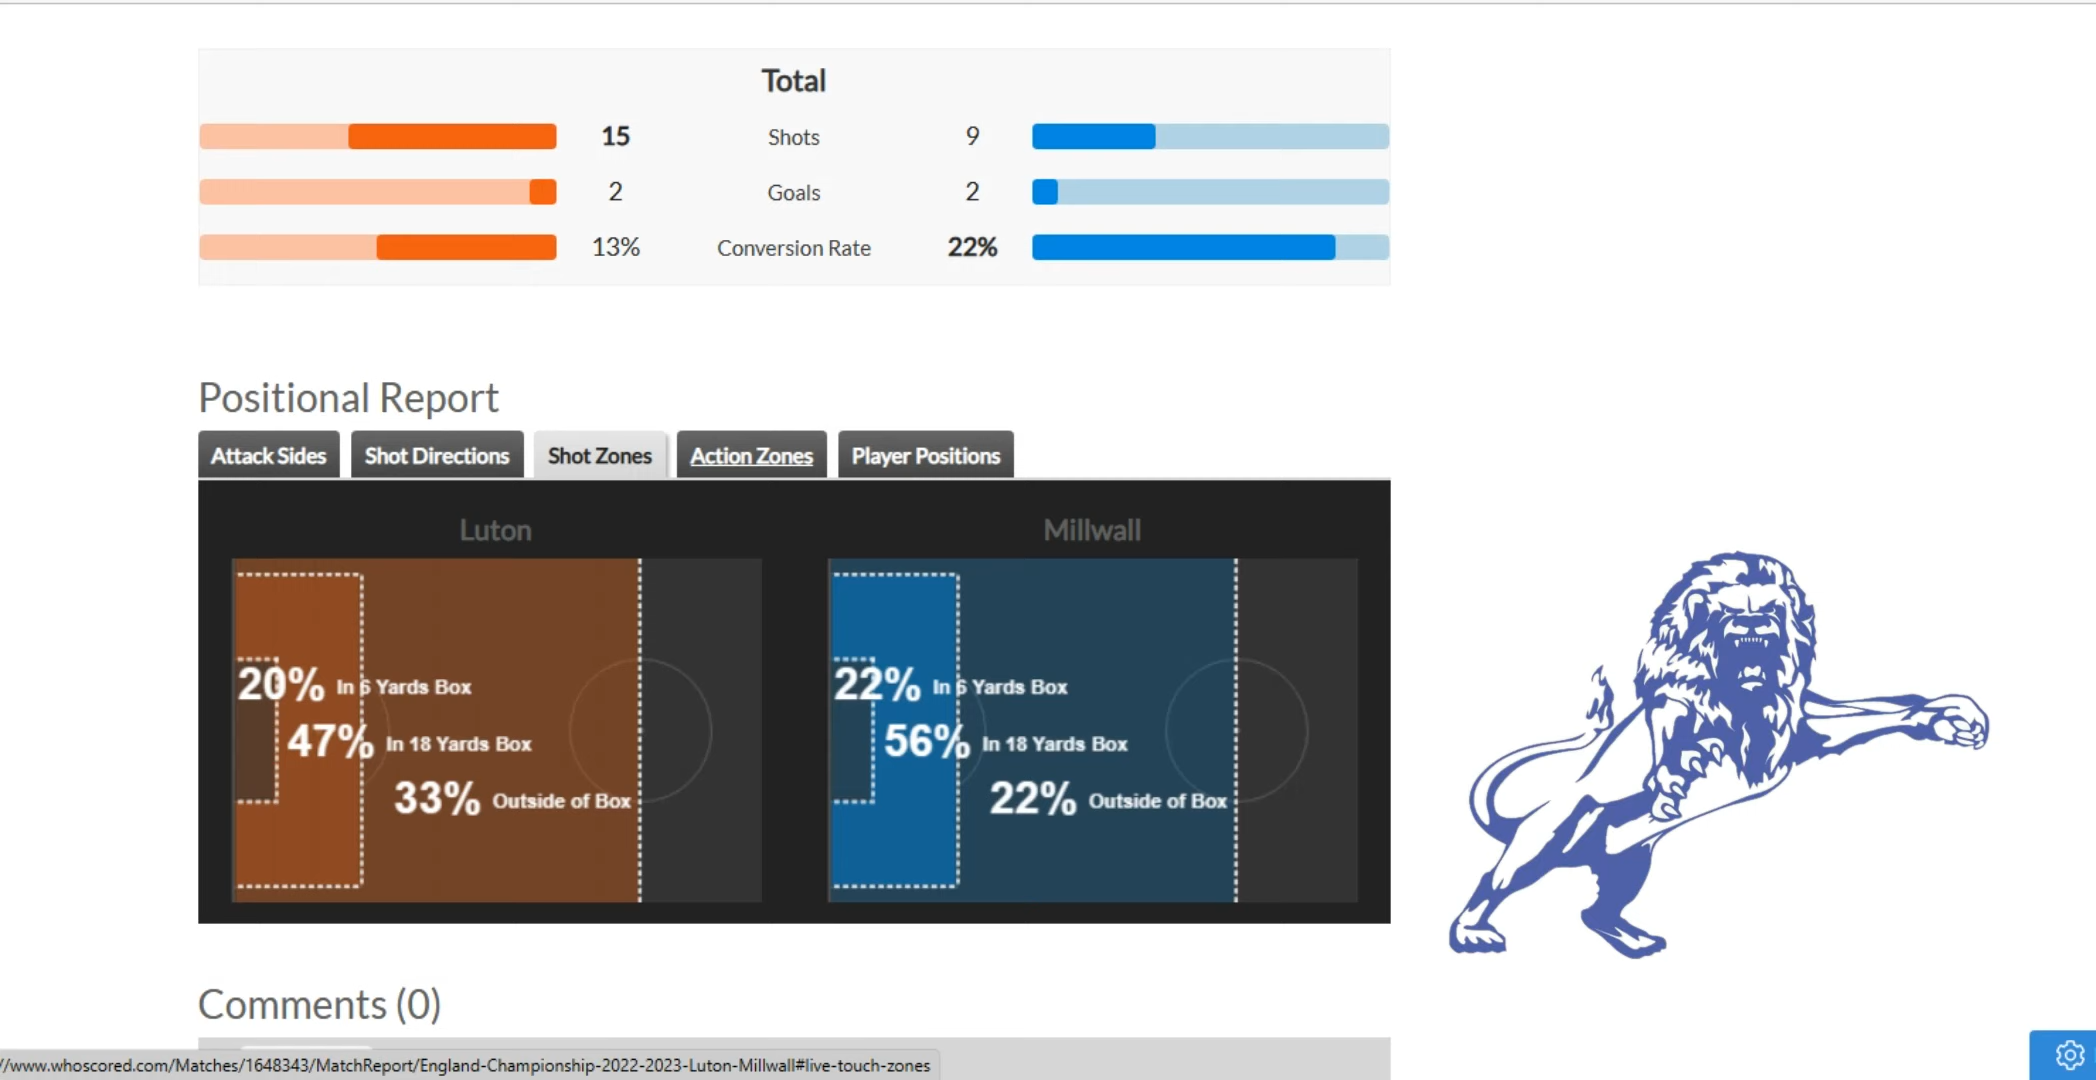 Total
15 Shots 9
2 Goals 2
13% Conversion Rate 22%
Positional Report
Attack Sides Shot Directions Shot Zones Action Zones Player Positions
Luton Millwall
20% In 6 Yards Box 22% In 6 Yards Box
47% In 18 Yards Box 56% In 18 Yards Box
33% Outside of Box 22% Outside of Box
Comments (0)
//www.whoscored.com/Matches/1648343/MatchReport/England-Championship-2022-2023-Luton-Millwall#live-touch-zones